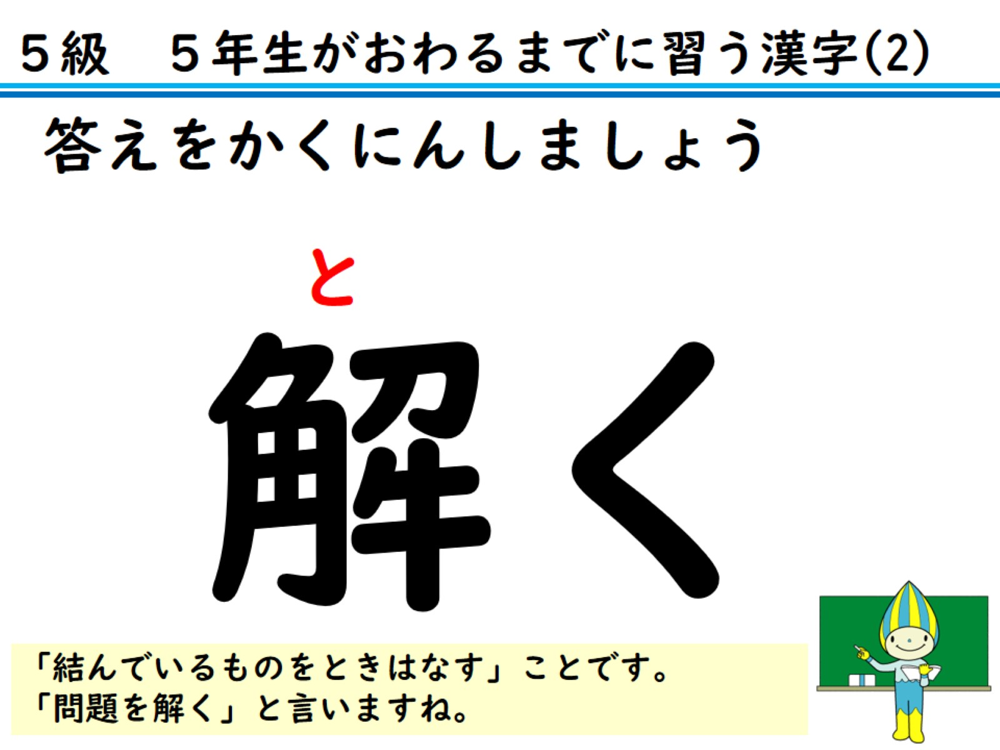 ５級　５年生がおわるまでに習う漢字(2)
答えをかくにんしましょう
と
解く
「結んでいるものをときはなす」ことです。
「問題を解く」と言いますね。